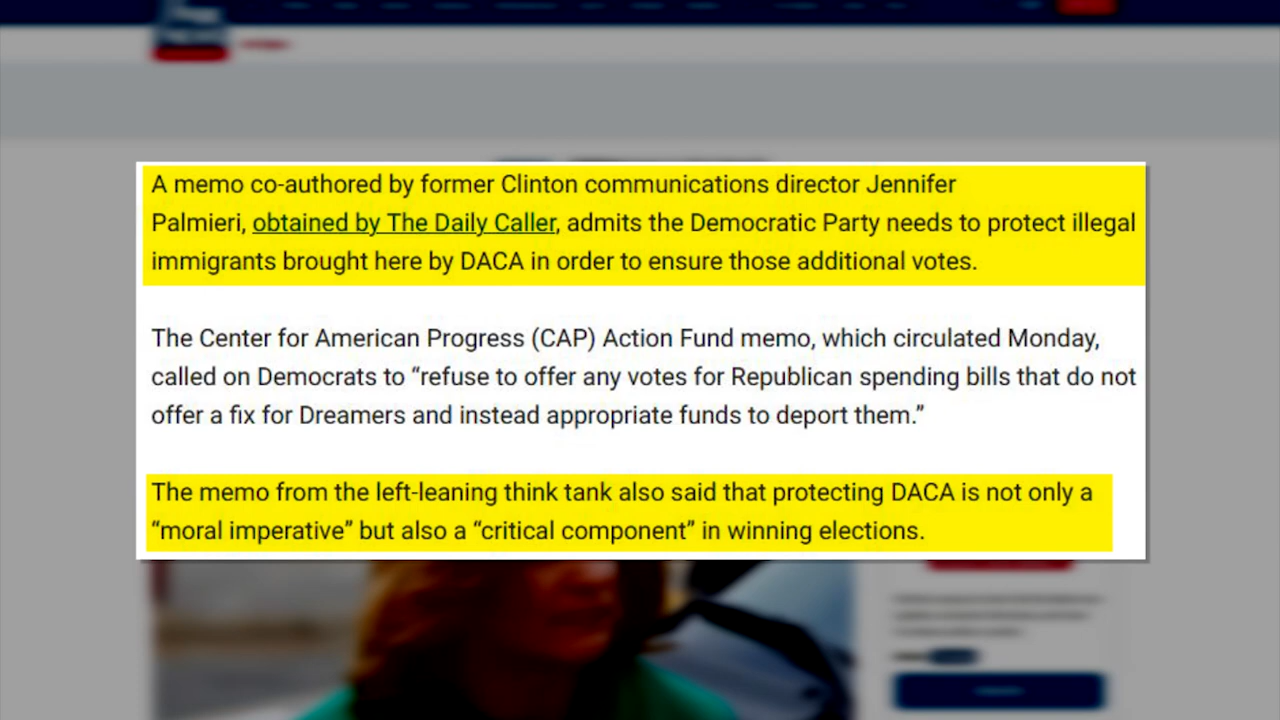 A memo co-authored by former Clinton communications director Jennifer
Palmieri, obtained by The Daily Caller, admits the Democratic Party needs to protect illegal
immigrants brought here by DACA in order to ensure those additional votes.
The Center for American Progress (CAP) Action Fund memo, which circulated Monday,
called on Democrats to “refuse to offer any votes for Republican spending bills that do not
offer a fix for Dreamers and instead appropriate funds to deport them.”
The memo from the left-leaning think tank also said that protecting DACA is not only a
“moral imperative” but also a “critical component” in winning elections.